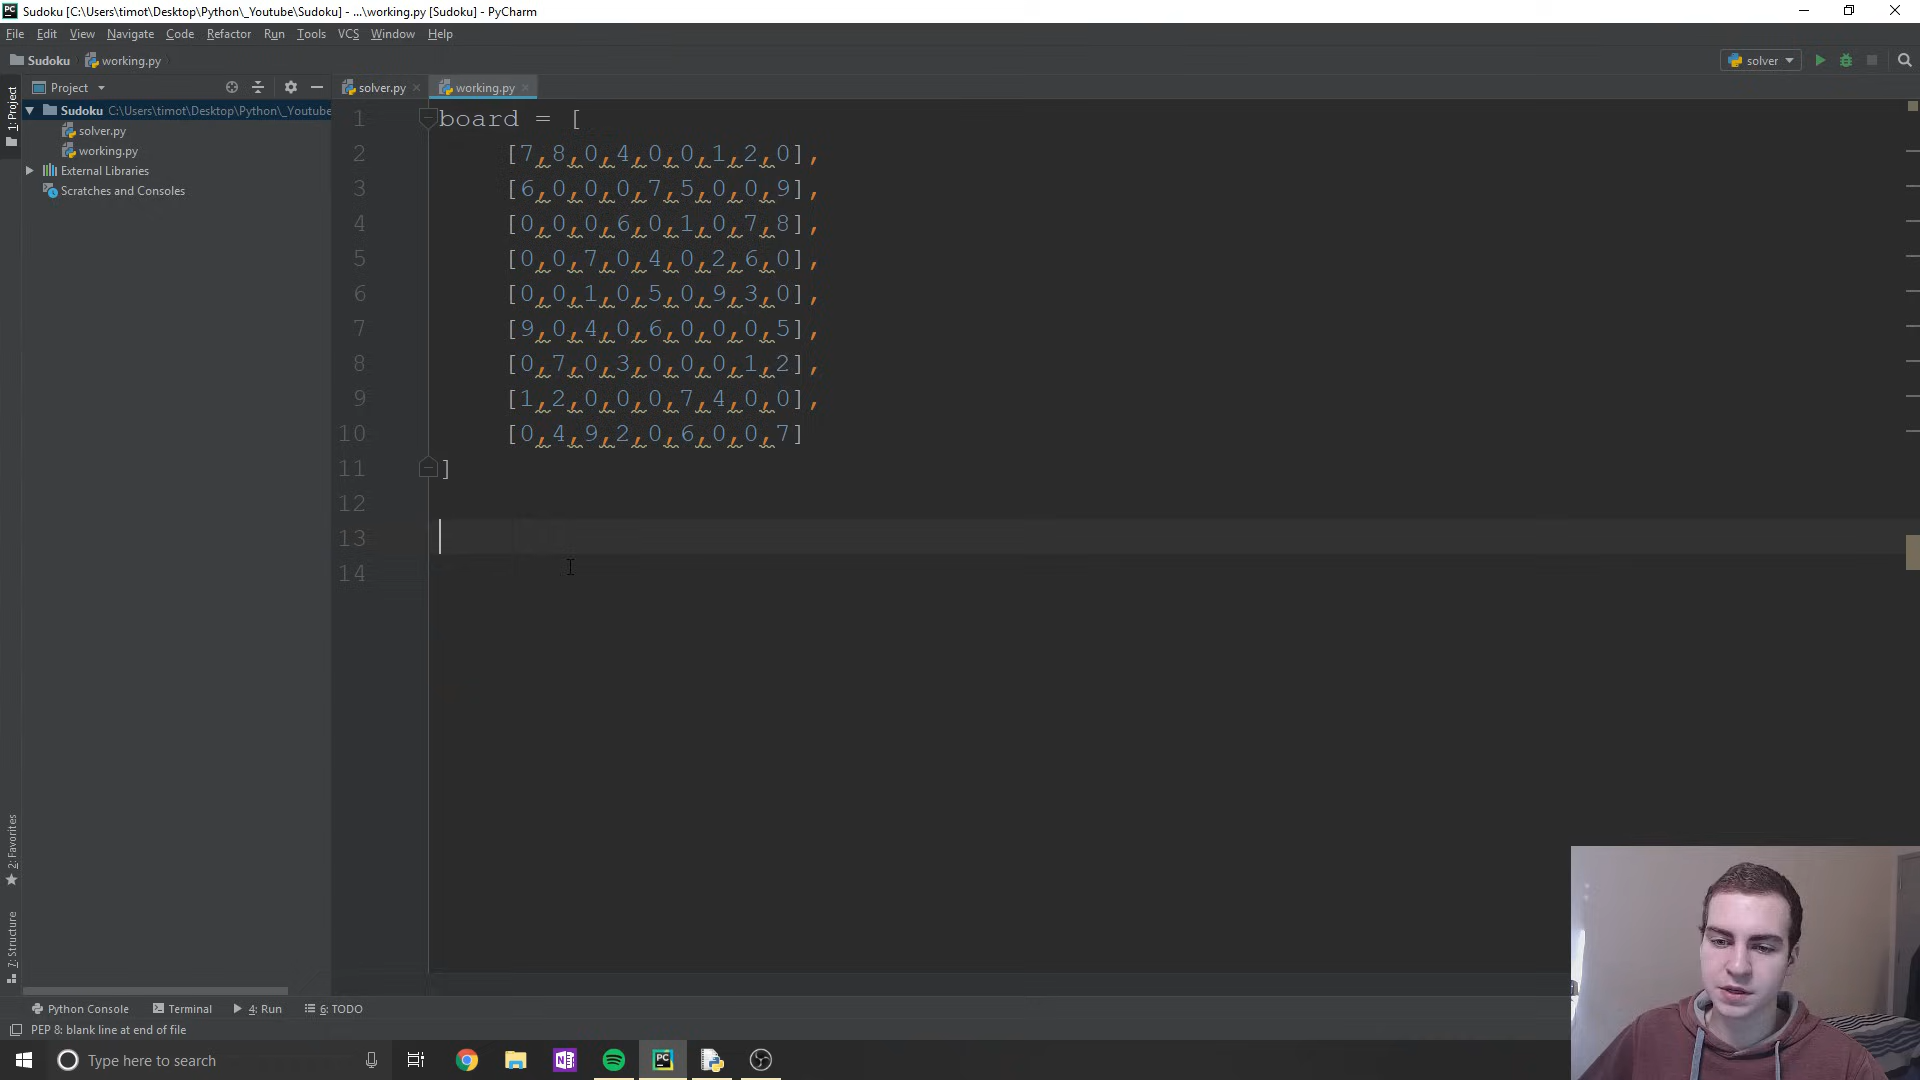 Sudoku [C:\Users\timot\Desktop\Python\_Youtube\Sudoku] - ...\working.py [Sudoku] - PyCharm
File Edit View Navigate Code Refactor Run Tools VCS Window Help
Sudoku working.py solver
1: Project
Project
solver.py working.py
Sudoku C:\Users\timot\Desktop\Python\_Youtube
solver.py
working.py
External Libraries
Scratches and Consoles
1 board = [
2 [7,8,0,4,0,0,1,2,0],
3 [6,0,0,0,7,5,0,0,9],
4 [0,0,0,6,0,1,0,7,8],
5 [0,0,7,0,4,0,2,6,0],
6 [0,0,1,0,5,0,9,3,0],
7 [9,0,4,0,6,0,0,0,5],
8 [0,7,0,3,0,0,0,1,2],
9 [1,2,0,0,0,7,4,0,0],
10 [0,4,9,2,0,6,0,0,7]
11 ]
12
13
14
2: Favorites
7: Structure
Python Console Terminal 4: Run 6: TODO
PEP 8: blank line at end of file
Type here to search